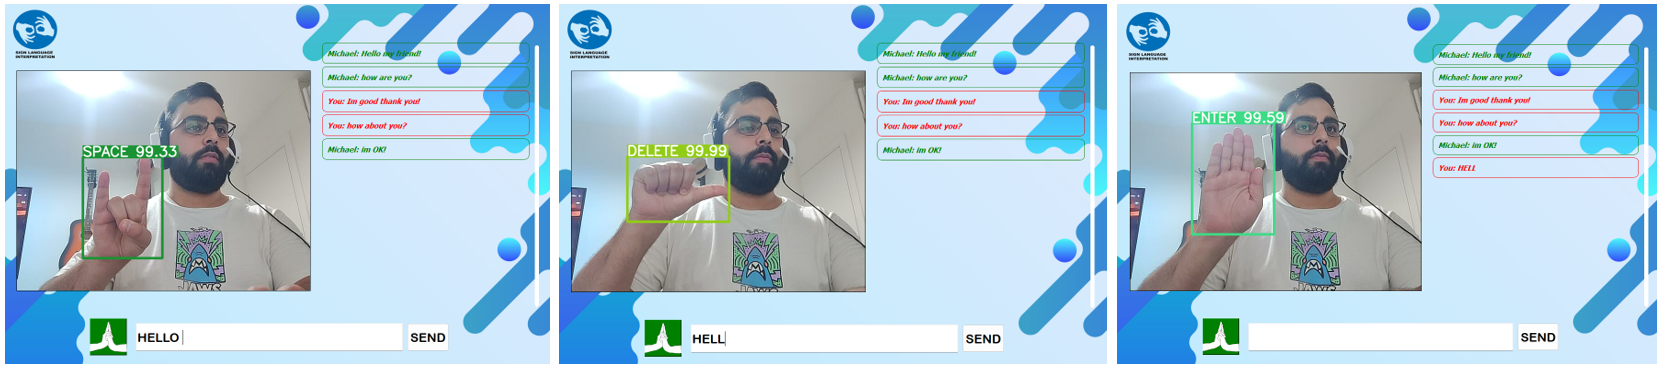 SIGN LANGUAGE
INTERPRETATION
Michael: Hello my friend!
Michael: how are you?
You: Im good thank you!
You: how about you?
Michael: im OK!
SPACE 99.33
JAWS
HELLO
SEND
SIGN LANGUAGE
INTERPRETATION
Michael: Hello my friend!
Michael: how are you?
You: Im good thank you!
You: how about you?
Michael: im OK!
DELETE 99.99
JAWS
HELL
SEND
SIGN LANGUAGE
INTERPRETATION
Michael: Hello my friend!
Michael: how are you?
You: Im good thank you!
You: how about you?
Michael: im OK!
You: HELL
ENTER 99.59
JAWS
SEND